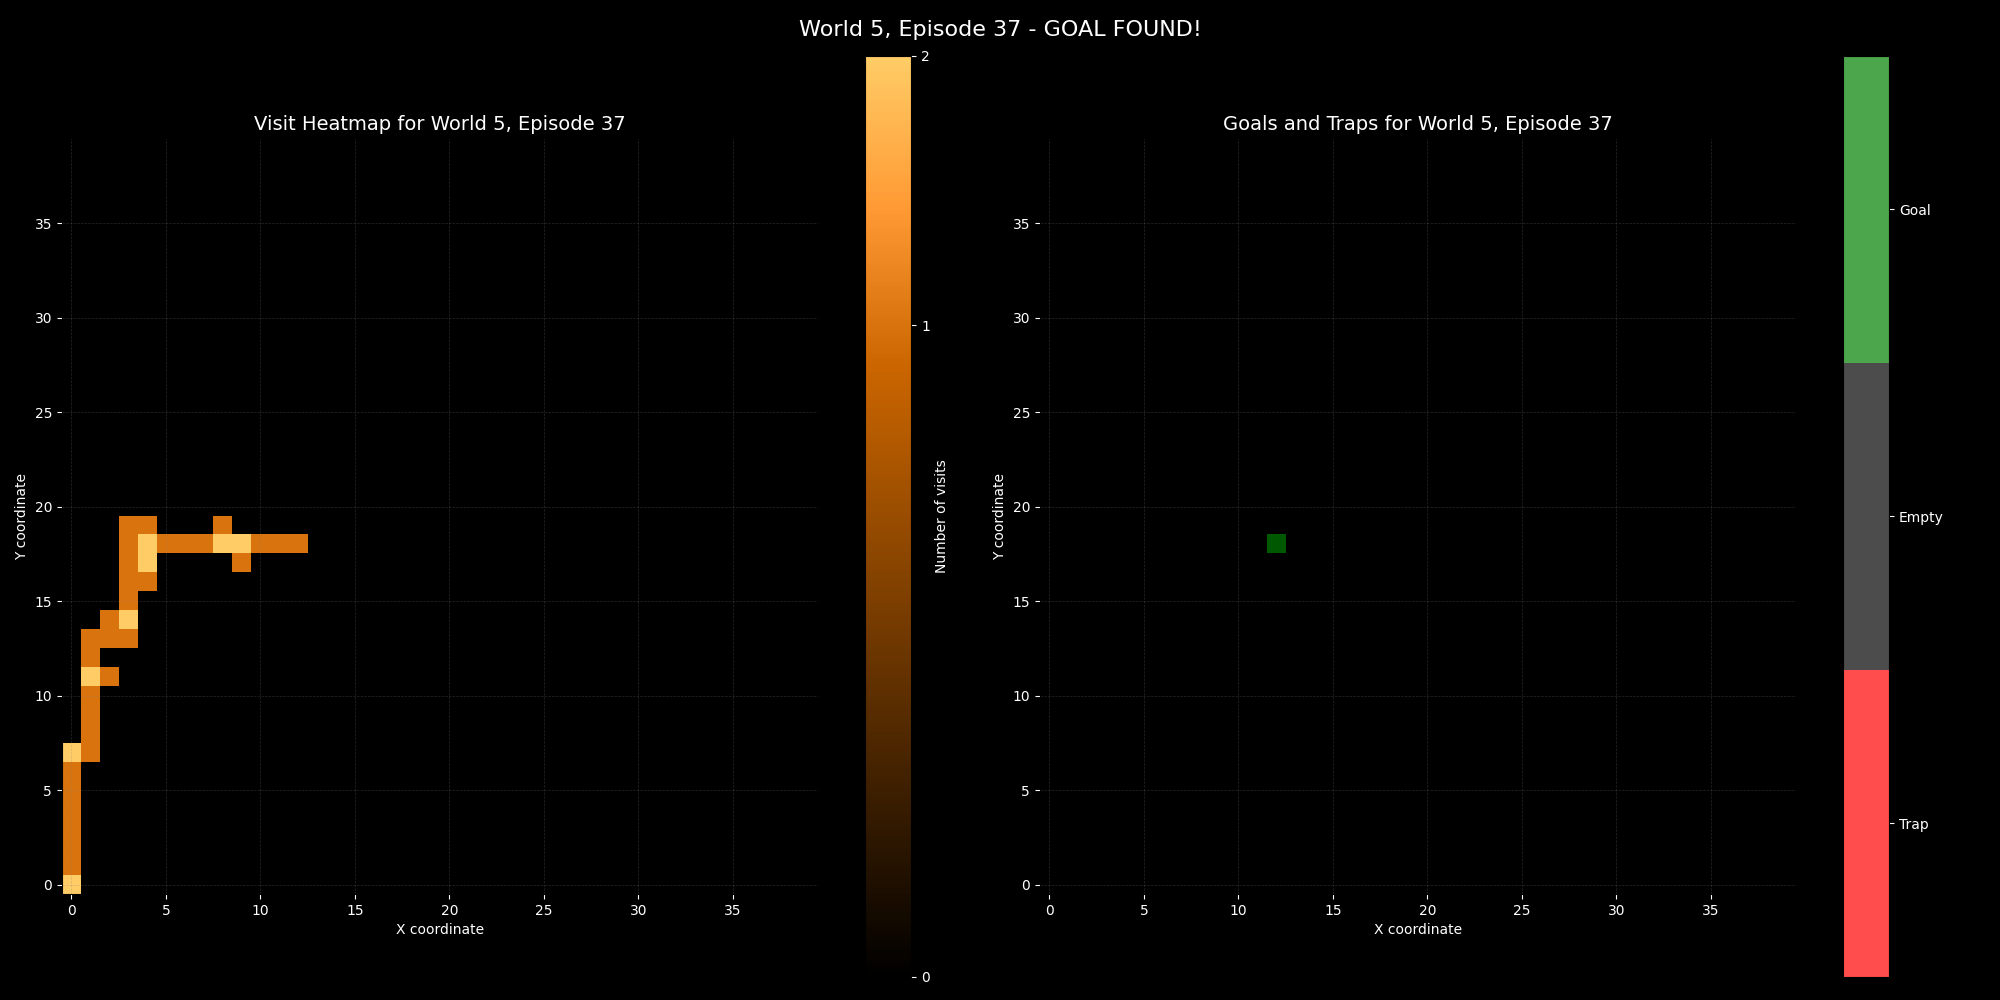 World 5, Episode 37 - GOAL FOUND!
Visit Heatmap for World 5, Episode 37
Y coordinate
35
30
25
20
15
10
5
0
0 5 10 15 20 25 30 35
X coordinate
2
1
0
Number of visits
Goals and Traps for World 5, Episode 37
Y coordinate
35
30
25
20
15
10
5
0
0 5 10 15 20 25 30 35
X coordinate
Goal
Empty
Trap